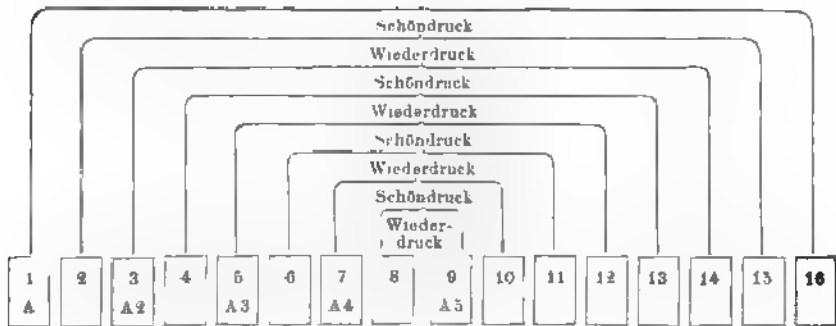 Schöndruck
Wiederdruck
Schöndruck
Wiederdruck
Schöndruck
Wiederdruck
Schöndruck
Wieder-
druck
1 2 3 4 5 6 7 8 9 10 11 12 13 14 15 16
A A2 A3 A4 A5